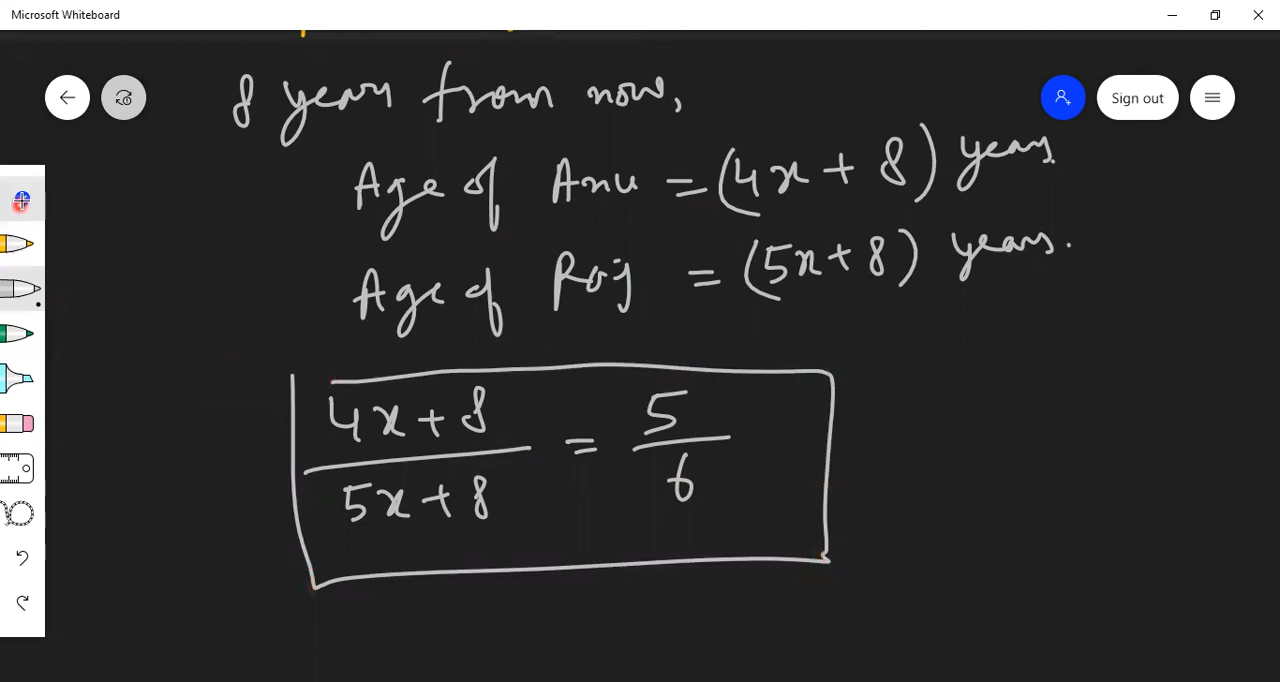 Microsoft Whiteboard
8 years from now,
Sign out
Age of Anu = (4x + 8) years.
Age of Raj = (5x + 8) years.
4x + 8 / 5x + 8 = 5 / 6